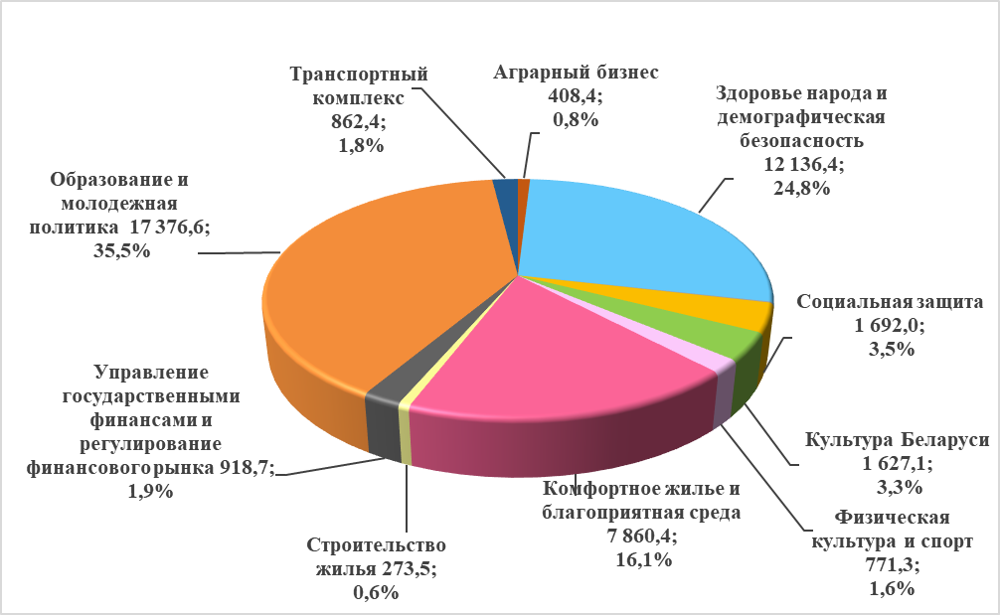 Транспортный
комплекс
862,4;
1,8%
Аграрный бизнес
408,4;
0,8%
Здоровье народа и
демографическая
безопасность
12 136,4;
24,8%
Образование и
молодежная
политика 17 376,6;
35,5%
Социальная защита
1 692,0;
3,5%
Управление
государственными
финансами и
регулирование
финансового рынка 918,7;
1,9%
Культура Беларуси
1 627,1;
3,3%
Комфортное жилье и
благоприятная среда
7 860,4;
16,1%
Физическая
культура и спорт
771,3;
1,6%
Строительство
жилья 273,5;
0,6%